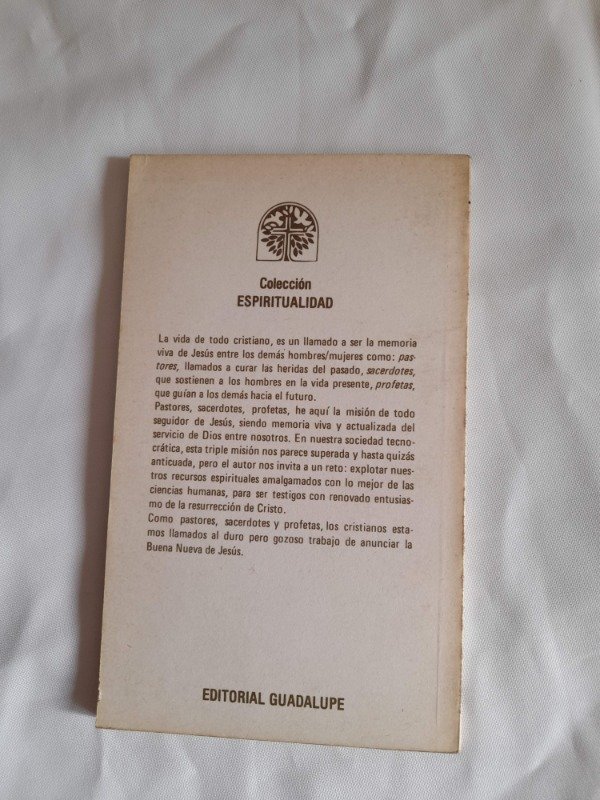 Colección
ESPIRITUALIDAD
La vida de todo cristiano, es un llamado a ser la memoria
viva de Jesús entre los demás hombres/mujeres como: pas-
tores, llamados a curar las heridas del pasado, sacerdotes,
que sostienen a los hombres en la vida presente, profetas,
que guían a los demás hacia el futuro.
Pastores, sacerdotes, profetas, he aquí la misión de todo
seguidor de Jesús, siendo memoria viva y actualizada del
servicio de Dios entre nosotros. En nuestra sociedad tecno-
crática, esta triple misión nos parece superada y hasta quizás
anticuada, pero el autor nos invita a un reto: explotar nues-
tros recursos espirituales amalgamados con lo mejor de las
ciencias humanas, para ser testigos con renovado entusias-
mo de la resurrección de Cristo.
Como pastores, sacerdotes y profetas, los cristianos esta-
mos llamados al duro pero gozoso trabajo de anunciar la
Buena Nueva de Jesús.
EDITORIAL GUADALUPE